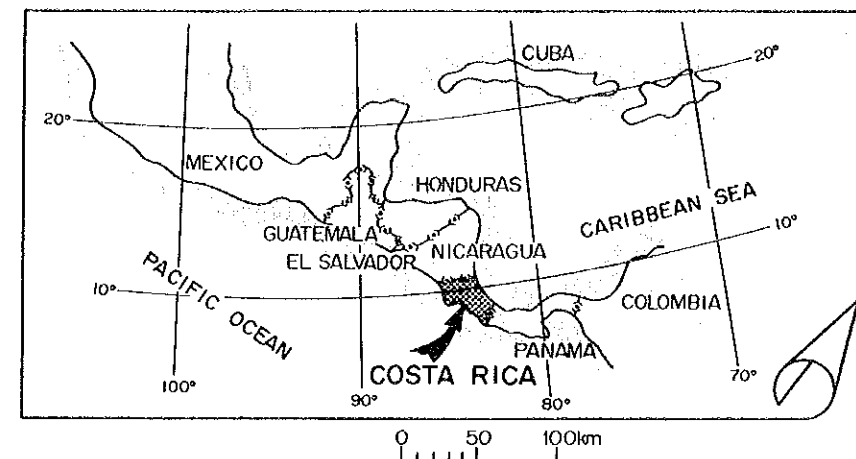 CUBA
20°
20°
MEXICO
HONDURAS
CARIBBEAN SEA
GUATEMALA
NICARAGUA
10°
EL SALVADOR
PACIFIC OCEAN
10°
COLOMBIA
PANAMA
COSTA RICA
100°
90°
80°
70°
0 50 100km